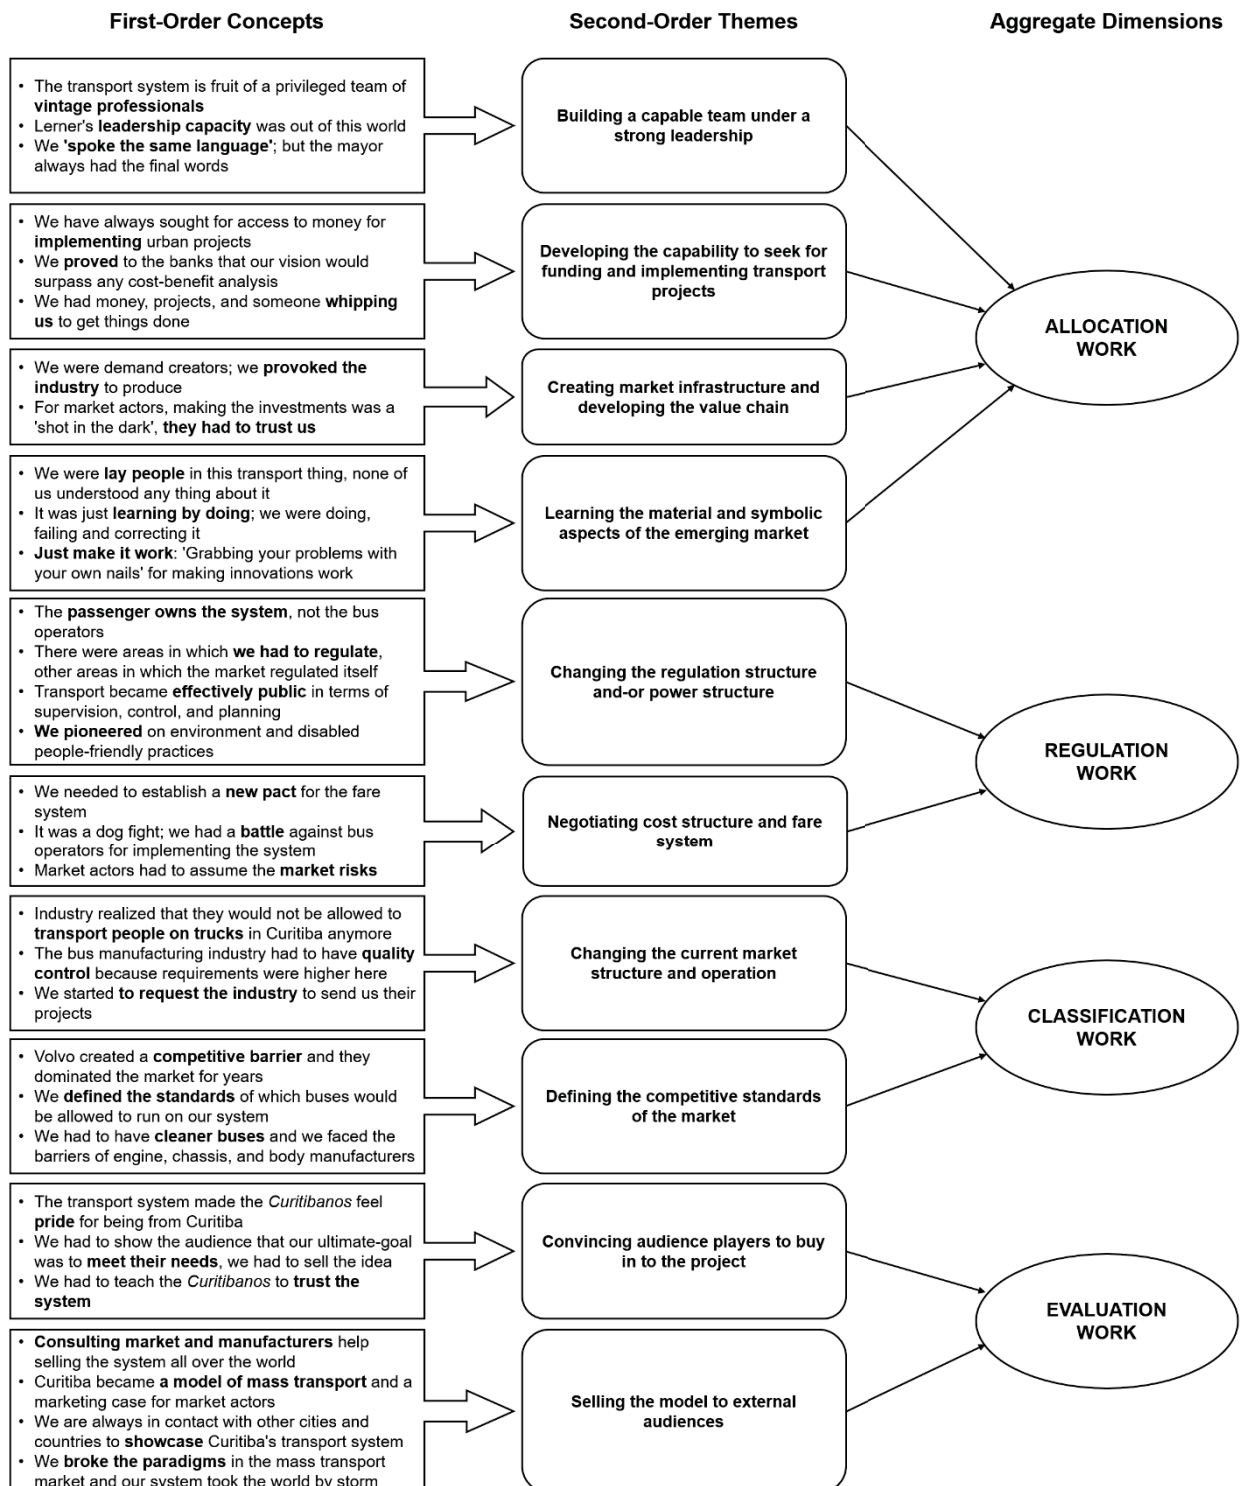 First-Order Concepts
Second-Order Themes
Aggregate Dimensions
• The transport system is fruit of a privileged team of
vintage professionals
• Lerner's leadership capacity was out of this world
• We 'spoke the same language'; but the mayor
always had the final words
Building a capable team under a
strong leadership
• We have always sought for access to money for
implementing urban projects
• We proved to the banks that our vision would
surpass any cost-benefit analysis
• We had money, projects, and someone whipping
us to get things done
Developing the capability to seek for
funding and implementing transport
projects
ALLOCATION
WORK
• We were demand creators; we provoked the
industry to produce
• For market actors, making the investments was a
'shot in the dark', they had to trust us
Creating market infrastructure and
developing the value chain
• We were lay people in this transport thing, none of
us understood any thing about it
• It was just learning by doing; we were doing,
failing and correcting it
• Just make it work: 'Grabbing your problems with
your own nails' for making innovations work
Learning the material and symbolic
aspects of the emerging market
• The passenger owns the system, not the bus
operators
• There were areas in which we had to regulate,
other areas in which the market regulated itself
• Transport became effectively public in terms of
supervision, control, and planning
• We pioneered on environment and disabled
people-friendly practices
Changing the regulation structure
and-or power structure
REGULATION
WORK
• We needed to establish a new pact for the fare
system
• It was a dog fight; we had a battle against bus
operators for implementing the system
• Market actors had to assume the market risks
Negotiating cost structure and fare
system
• Industry realized that they would not be allowed to
transport people on trucks in Curitiba anymore
• The bus manufacturing industry had to have quality
control because requirements were higher here
• We started to request the industry to send us their
projects
Changing the current market
structure and operation
CLASSIFICATION
WORK
• Volvo created a competitive barrier and they
dominated the market for years
• We defined the standards of which buses would
be allowed to run on our system
• We had to have cleaner buses and we faced the
barriers of engine, chassis, and body manufacturers
Defining the competitive standards
of the market
• The transport system made the Curitibanos feel
pride for being from Curitiba
• We had to show the audience that our ultimate-goal
was to meet their needs, we had to sell the idea
• We had to teach the Curitibanos to trust the
system
Convincing audience players to buy
in to the project
EVALUATION
WORK
• Consulting market and manufacturers help
selling the system all over the world
• Curitiba became a model of mass transport and a
marketing case for market actors
• We are always in contact with other cities and
countries to showcase Curitiba's transport system
• We broke the paradigms in the mass transport
market and our system took the world by storm
Selling the model to external
audiences